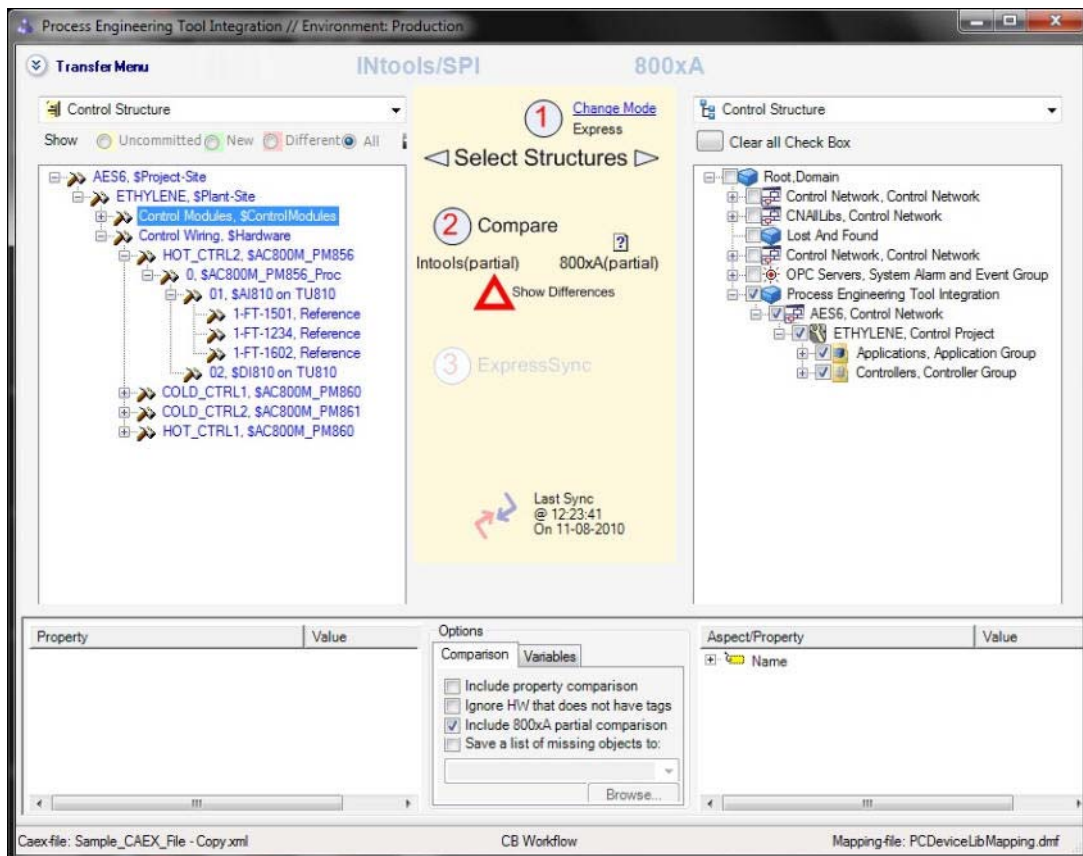 Process Engineering Tool Integration // Environment: Production
Transfer Menu
INtools/SPI
800xA
Control Structure
Show Uncommitted New Different All
AES6, $Project-Site
ETHYLENE, $Plant-Site
Control Modules, $ControlModules
Control Wiring, $Hardware
HOT_CTRL2, $AC800M_PM856
0, $AC800M_PM856_Proc
01, $AI810 on TU810
1-FT-1501, Reference
1-FT-1234, Reference
1-FT-1602, Reference
02, $DI810 on TU810
COLD_CTRL1, $AC800M_PM860
COLD_CTRL2, $AC800M_PM861
HOT_CTRL1, $AC800M_PM860
1
Change Mode
Express
Select Structures
2 Compare
Intools(partial) 800xA(partial)
Show Differences
3 ExpressSync
Last Sync
@ 12:23:41
On 11-08-2010
Control Structure
Clear all Check Box
Root,Domain
Control Network, Control Network
CNAllLibs, Control Network
Lost And Found
Control Network, Control Network
OPC Servers, System Alarm and Event Group
Process Engineering Tool Integration
AES6, Control Network
ETHYLENE, Control Project
Applications, Application Group
Controllers, Controller Group
Property Value
Options
Comparison Variables
Include property comparison
Ignore HW that does not have tags
Include 800xA partial comparison
Save a list of missing objects to:
Browse...
Aspect/Property Value
Name
Caex-file: Sample_CAEX_File - Copy.xml
CB Workflow
Mapping-file: PCDeviceLibMapping.dmf